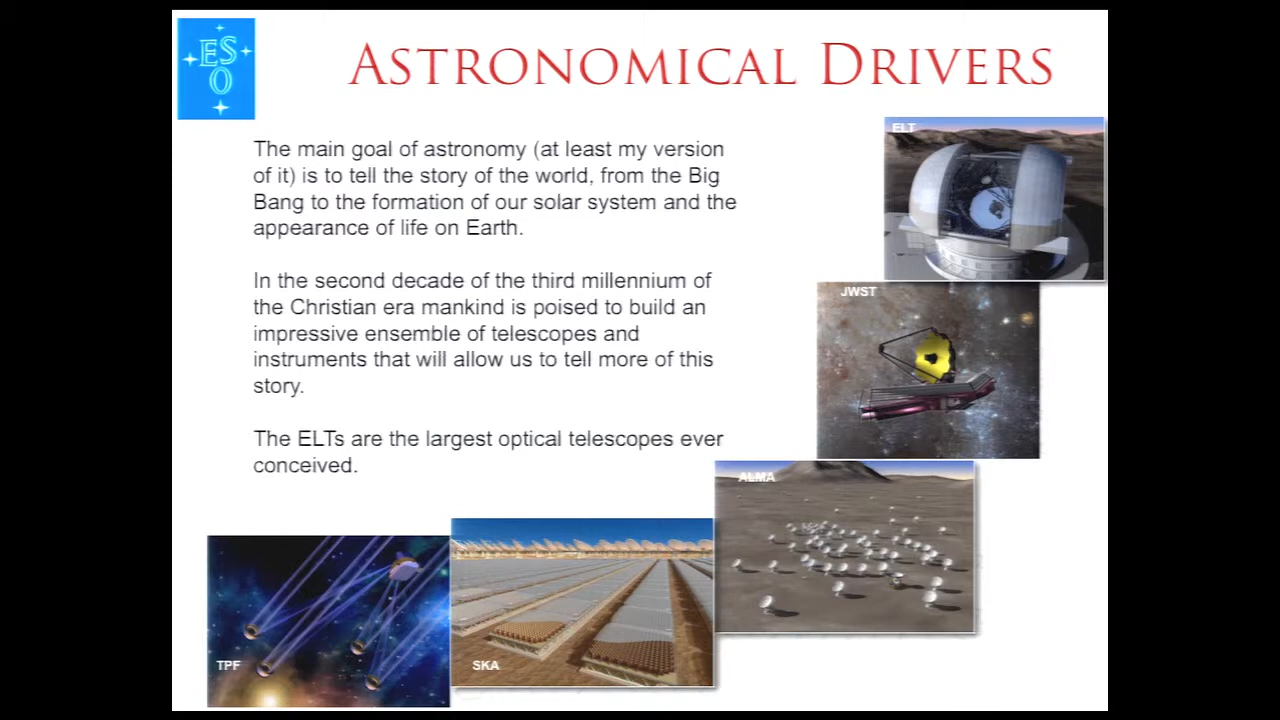 ES
O
ASTRONOMICAL DRIVERS
The main goal of astronomy (at least my version
of it) is to tell the story of the world, from the Big
Bang to the formation of our solar system and the
appearance of life on Earth.
In the second decade of the third millennium of
the Christian era mankind is poised to build an
impressive ensemble of telescopes and
instruments that will allow us to tell more of this
story.
The ELTs are the largest optical telescopes ever
conceived.
ELT
JWST
ALMA
SKA
TPF